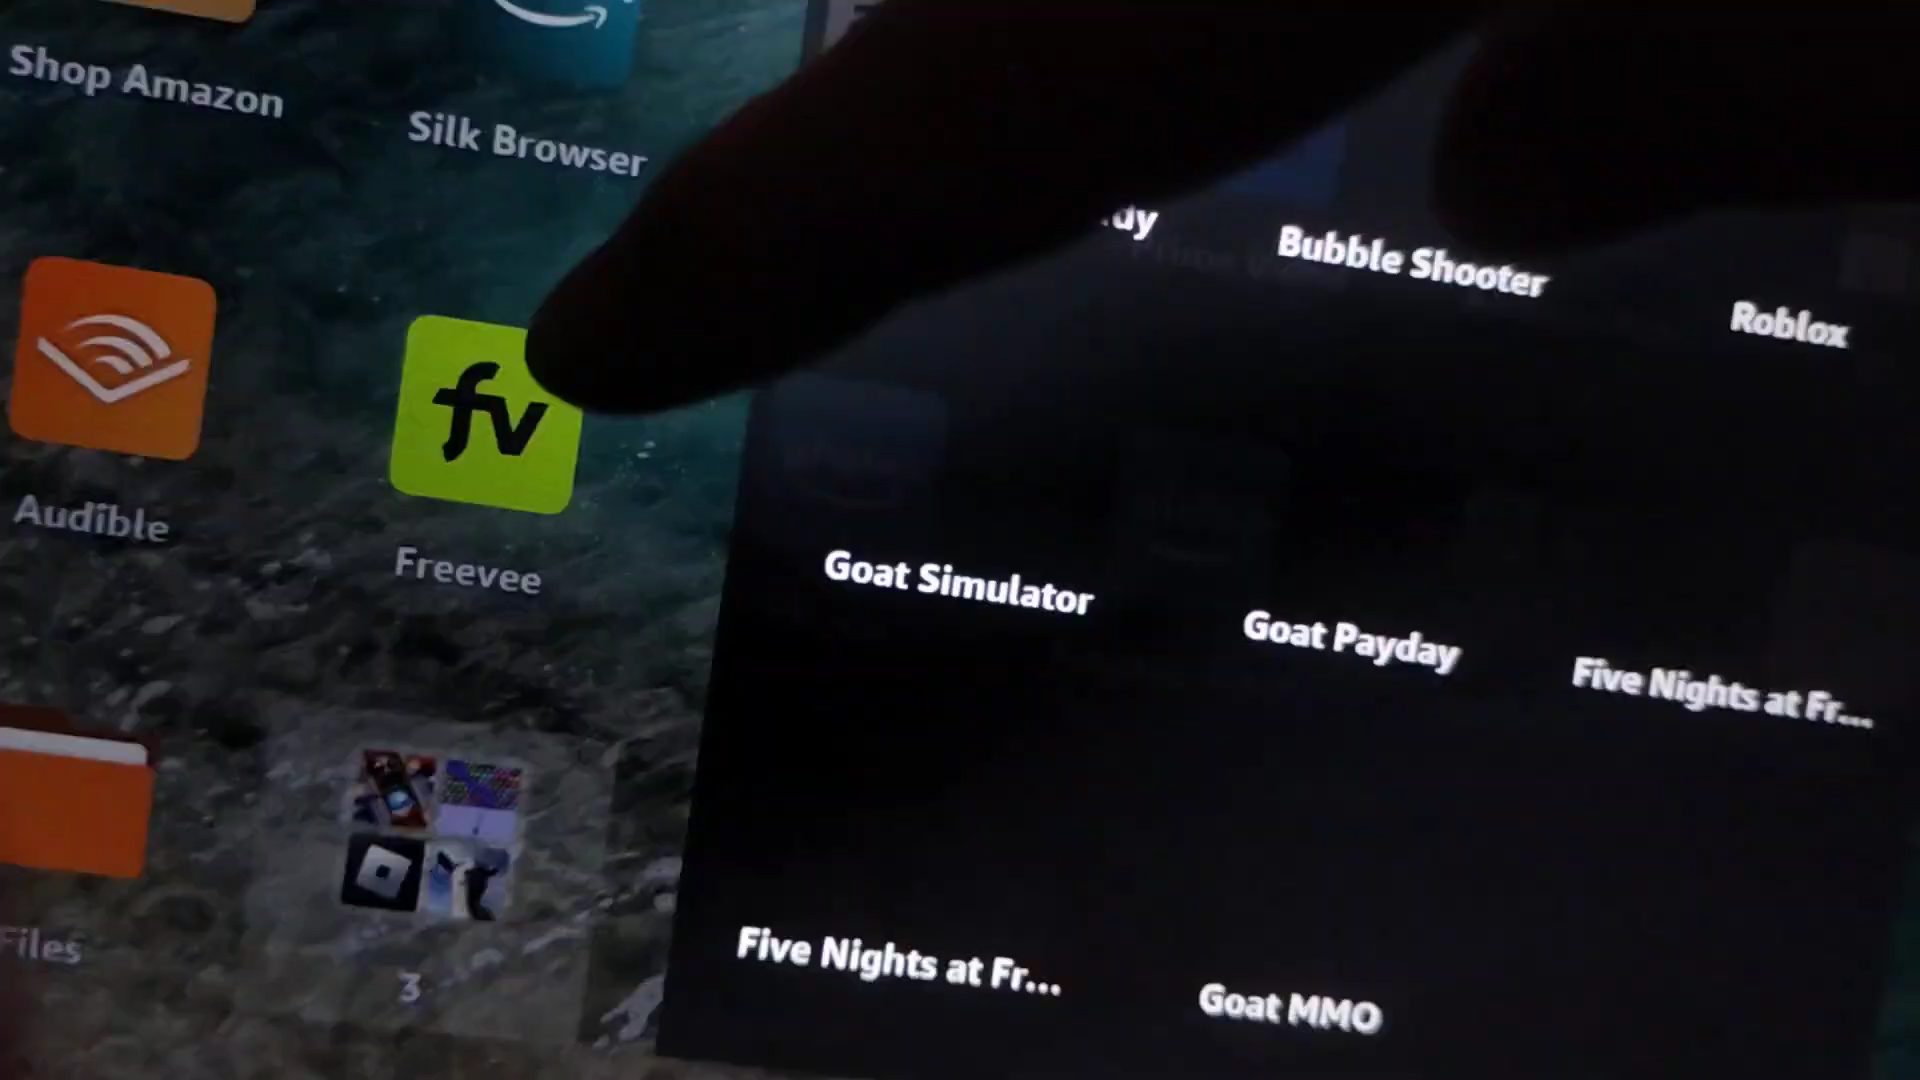 Shop Amazon
Silk Browser
dy
Bubble Shooter
Roblox
Audible
fv
Freevee
Goat Simulator
Goat Payday
Five Nights at Fr...
Files
3
Five Nights at Fr...
Goat MMO